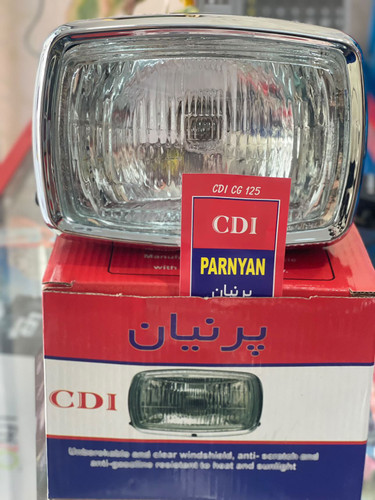 CDI CG 125
CDI
PARNYAN
پرنیان
with
پرنیان
CDI
Unbreakable and clear windshield, anti- scratch and
anti-gasoline resistant to heat and sunlight